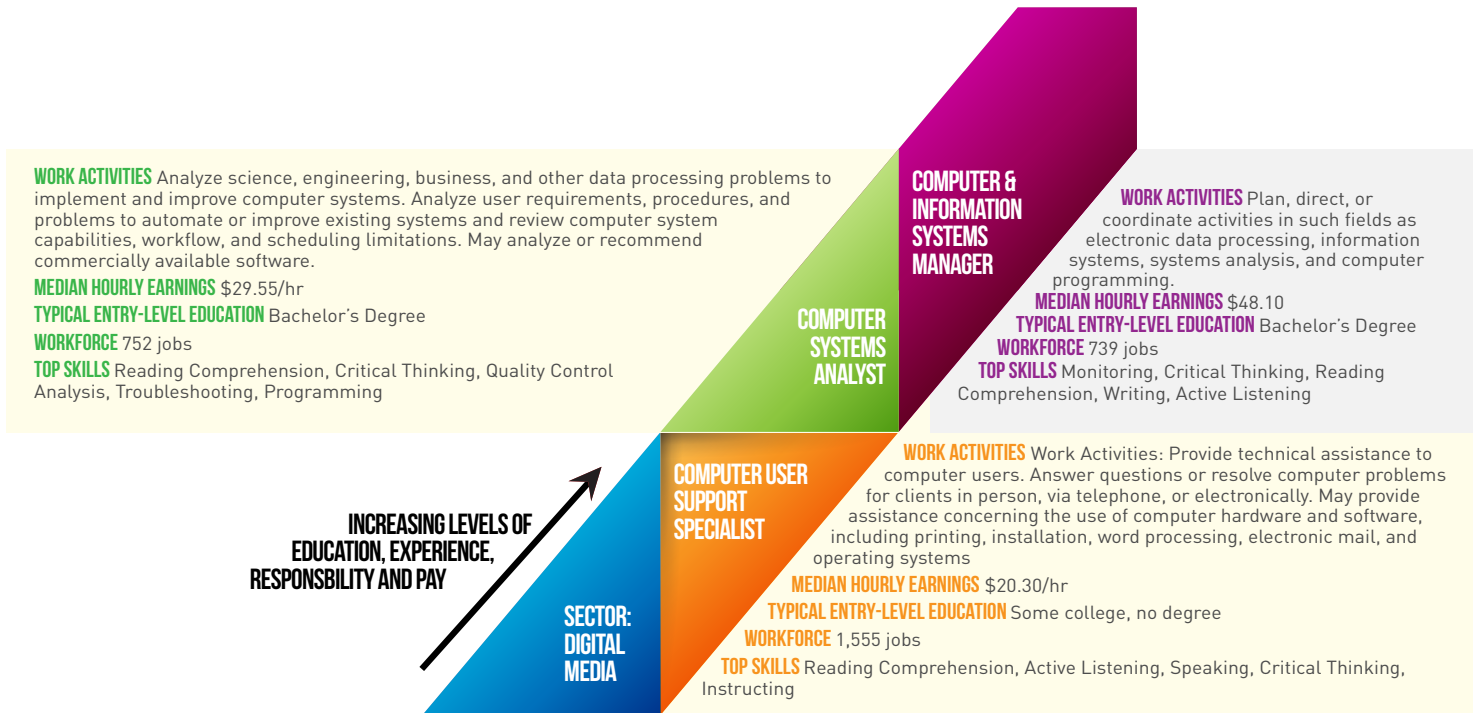 WORK ACTIVITIES Analyze science, engineering, business, and other data processing problems to
implement and improve computer systems. Analyze user requirements, procedures, and
problems to automate or improve existing systems and review computer system
capabilities, workflow, and scheduling limitations. May analyze or recommend
commercially available software.
MEDIAN HOURLY EARNINGS $29.55/hr
TYPICAL ENTRY-LEVEL EDUCATION Bachelor's Degree
WORKFORCE 752 jobs
TOP SKILLS Reading Comprehension, Critical Thinking, Quality Control
Analysis, Troubleshooting, Programming
COMPUTER
SYSTEMS
ANALYST
COMPUTER &
INFORMATION
SYSTEMS
MANAGER
WORK ACTIVITIES Plan, direct, or
coordinate activities in such fields as
electronic data processing, information
systems, systems analysis, and computer
programming.
MEDIAN HOURLY EARNINGS $48.10
TYPICAL ENTRY-LEVEL EDUCATION Bachelor's Degree
WORKFORCE 739 jobs
TOP SKILLS Monitoring, Critical Thinking, Reading
Comprehension, Writing, Active Listening
INCREASING LEVELS OF
EDUCATION, EXPERIENCE,
RESPONSBILITY AND PAY
SECTOR:
DIGITAL
MEDIA
COMPUTER USER
SUPPORT
SPECIALIST
WORK ACTIVITIES Work Activities: Provide technical assistance to
computer users. Answer questions or resolve computer problems
for clients in person, via telephone, or electronically. May provide
assistance concerning the use of computer hardware and software,
including printing, installation, word processing, electronic mail, and
operating systems
MEDIAN HOURLY EARNINGS $20.30/hr
TYPICAL ENTRY-LEVEL EDUCATION Some college, no degree
WORKFORCE 1,555 jobs
TOP SKILLS Reading Comprehension, Active Listening, Speaking, Critical Thinking,
Instructing